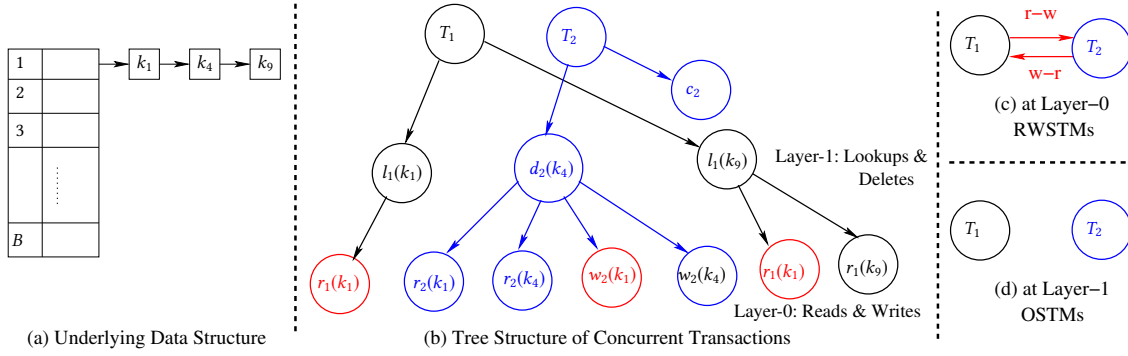 1
k₁ k₄ k₉
2
3
........
B
(a) Underlying Data Structure
T₁
T₂
c₂
l₁(k₁)
d₂(k₄)
l₁(k₉)
Layer-1: Lookups &
Deletes
r₁(k₁)
r₂(k₁)
r₂(k₄)
w₂(k₁)
w₂(k₄)
r₁(k₁)
r₁(k₉)
Layer-0: Reads & Writes
(b) Tree Structure of Concurrent Transactions
r−w
T₁ T₂
w−r
(c) at Layer−0
RWSTMs
T₁ T₂
(d) at Layer−1
OSTMs